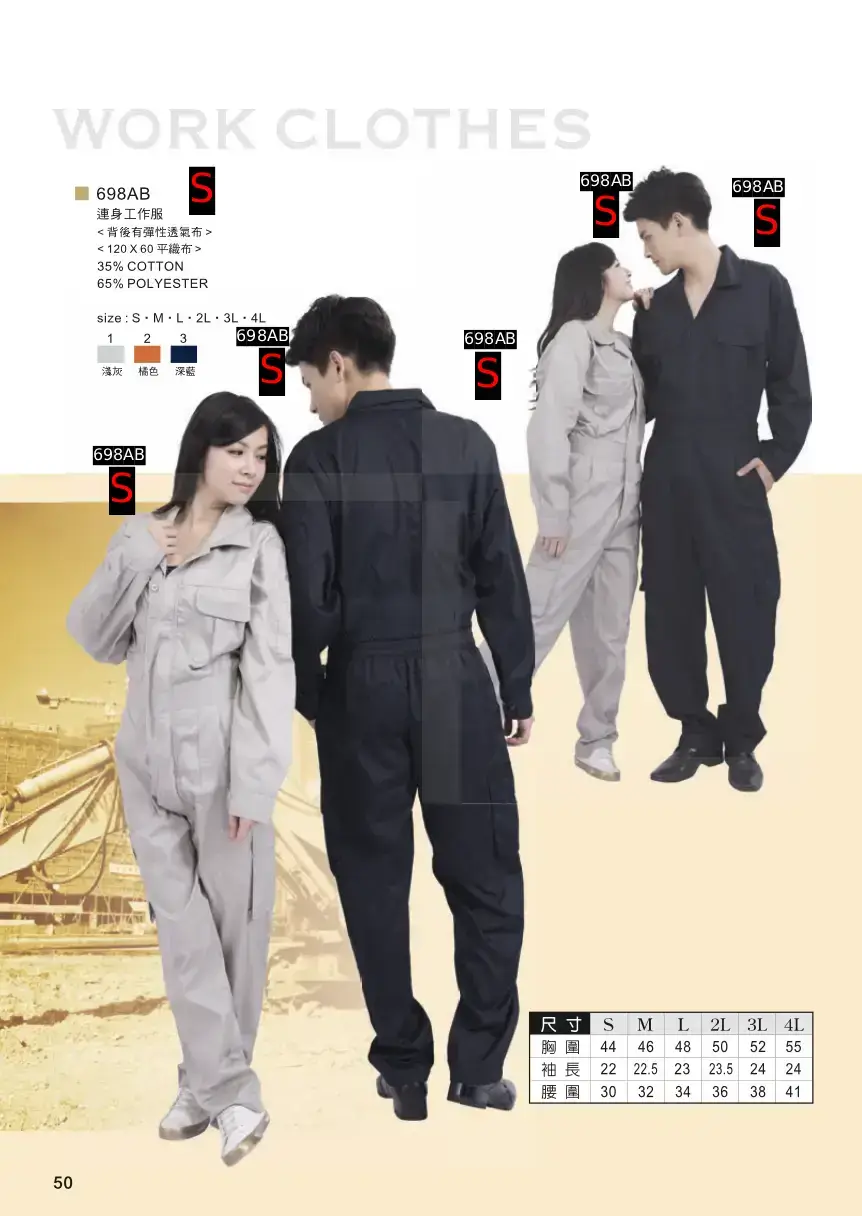 WORK CLOTHES
698AB
S
連身工作服
< 背後有彈性透氣布 >
< 120 X 60 平織布 >
35% COTTON
65% POLYESTER
size : S・M・L・2L・3L・4L
1 2 3
淺灰 橘色 深藍
698AB
S
698AB
S
698AB
S
698AB
S
698AB
S
尺寸 S M L 2L 3L 4L
胸圍 44 46 48 50 52 55
袖長 22 22.5 23 23.5 24 24
腰圍 30 32 34 36 38 41
50